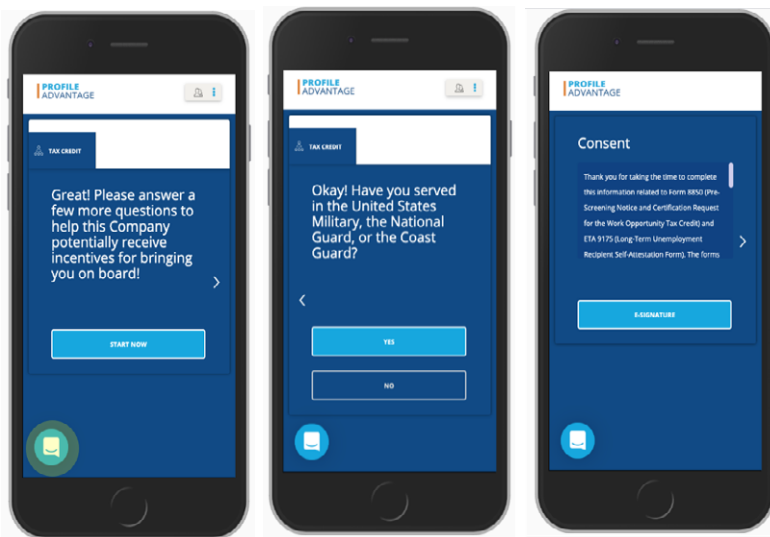 PROFILE
ADVANTAGE
TAX CREDIT
Great! Please answer a
few more questions to
help this Company
potentially receive
incentives for bringing
you on board!
START NOW
PROFILE
ADVANTAGE
TAX CREDIT
Okay! Have you served
in the United States
Military, the National
Guard, or the Coast
Guard?
YES
NO
PROFILE
ADVANTAGE
Consent
Thank you for taking the time to complete
this information related to Form 8850 (Pre-
Screening Notice and Certification Request
for the Work Opportunity Tax Credit) and
ETA 9175 (Long-Term Unemployment
Recipient Self-Attestation Form). The forms
E-SIGNATURE